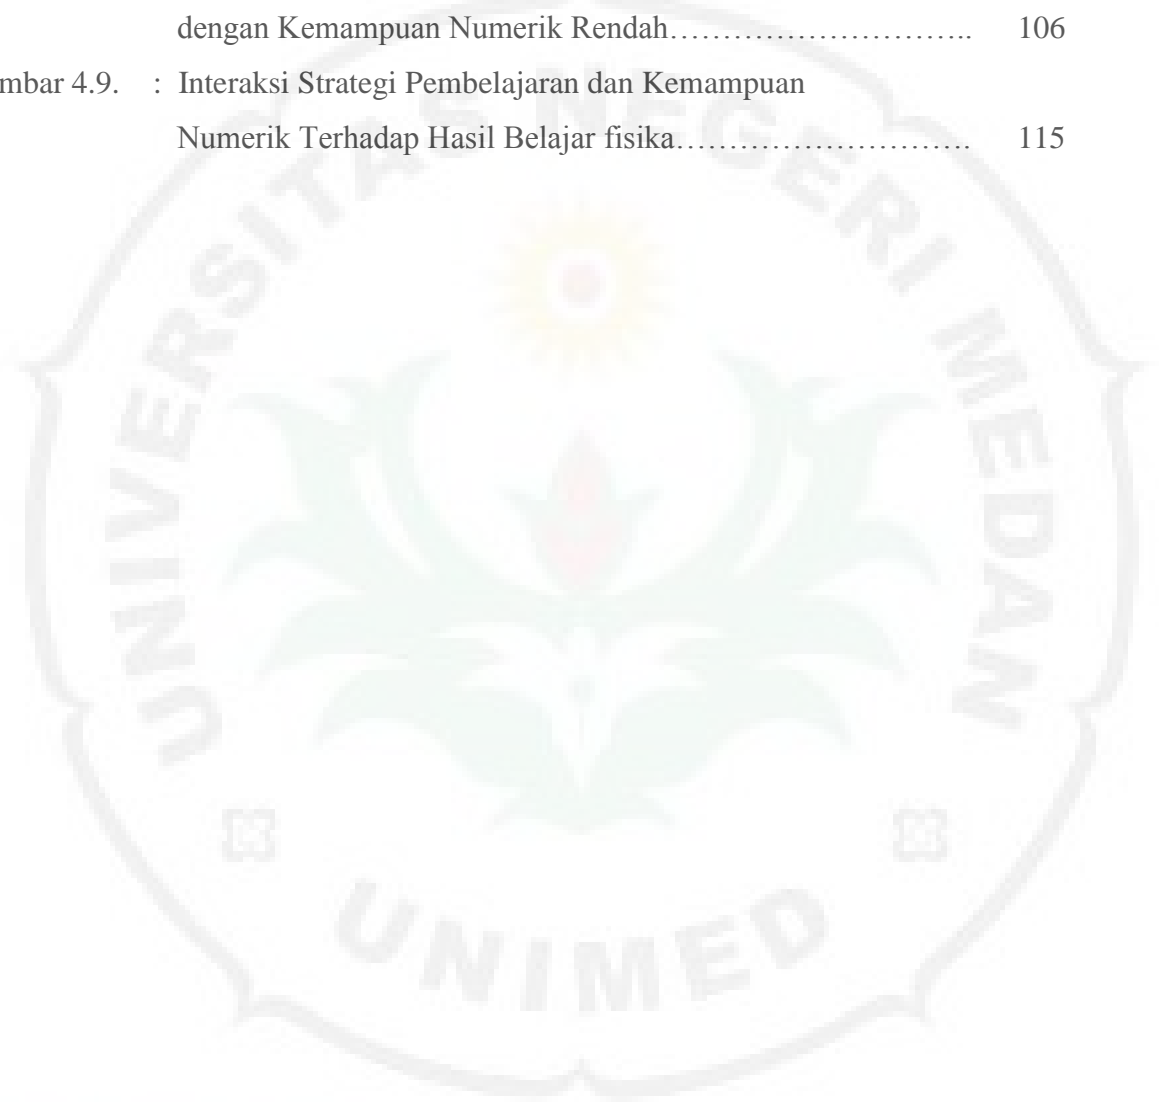 dengan Kemampuan Numerik Rendah……………………….. 106
mbar 4.9. : Interaksi Strategi Pembelajaran dan Kemampuan
Numerik Terhadap Hasil Belajar fisika………………………. 115
UNIVERSITAS NEGERI MEDAN
UNIMED